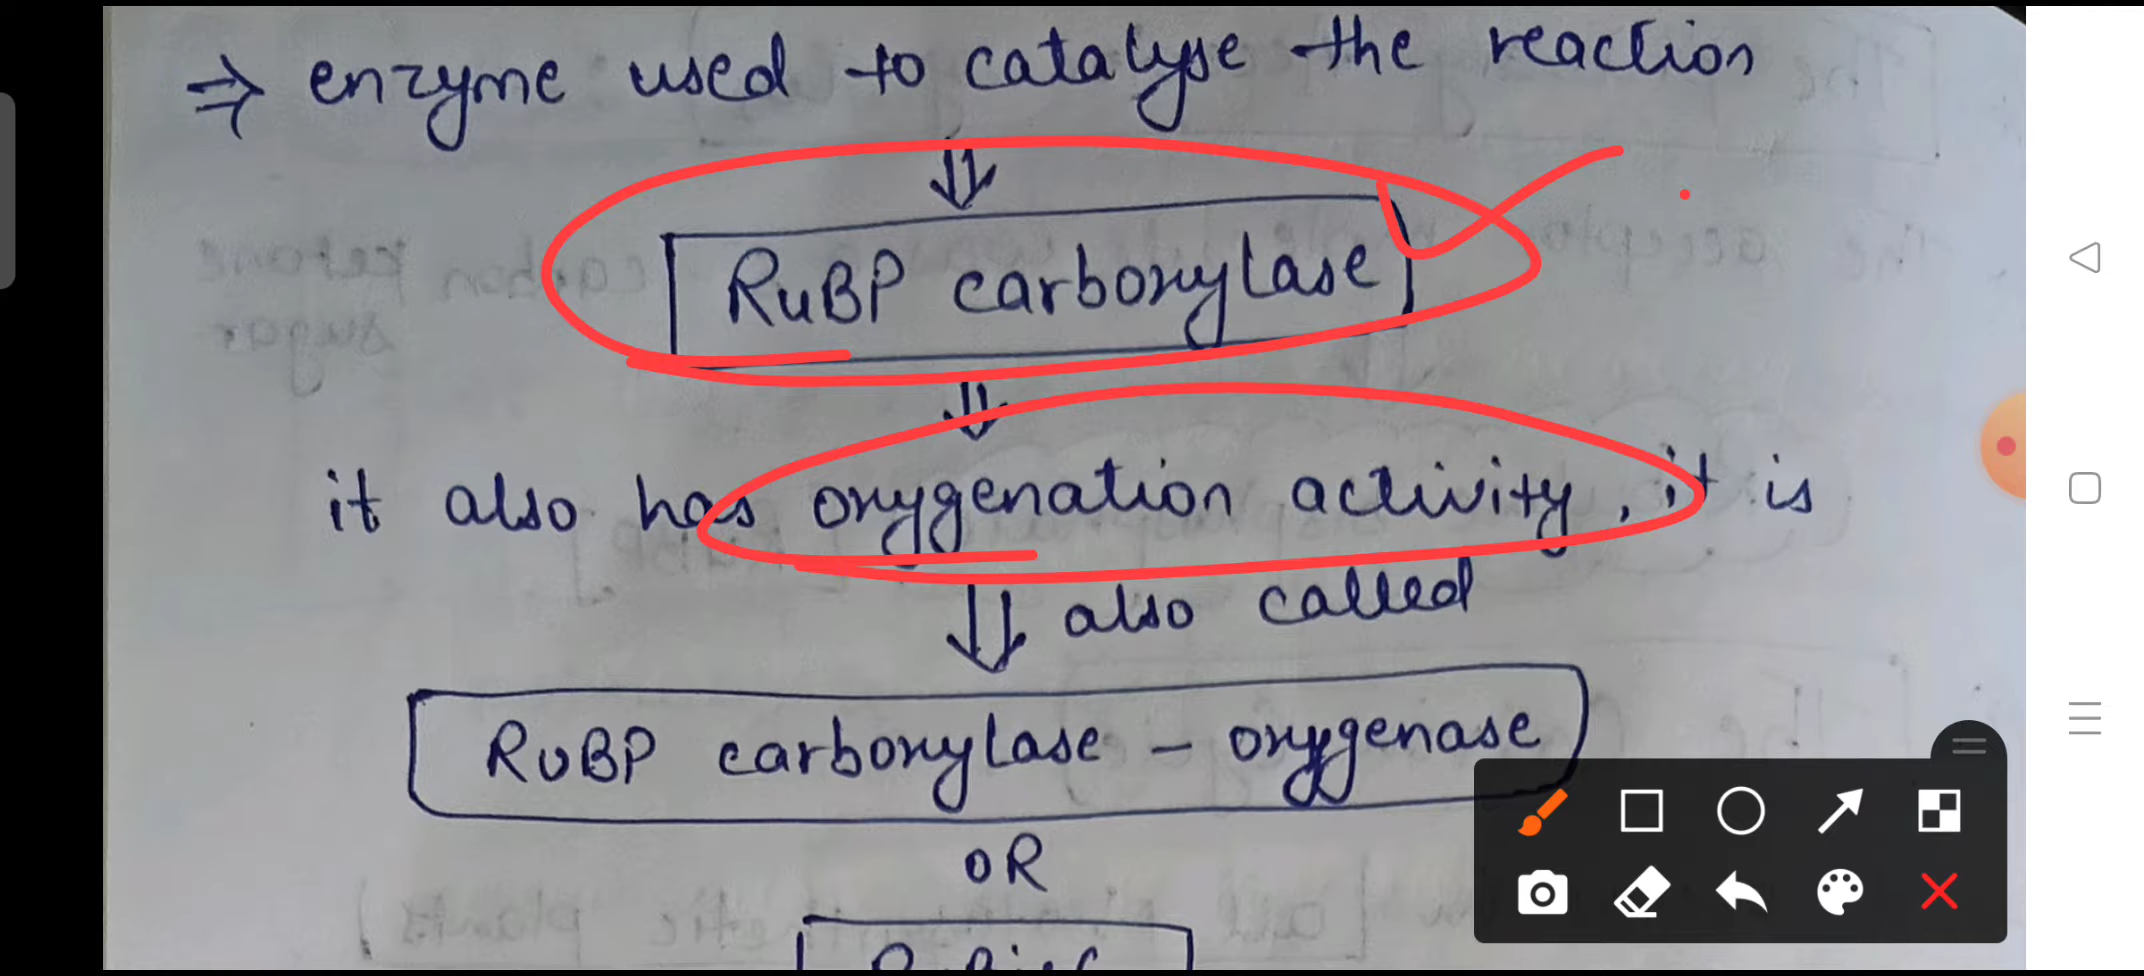 ⇒ enzyme used to catalyse the reaction
RuBP carboxylase
it also has oxygenation activity, it is
also called
RuBP carboxylase - oxygenase
OR